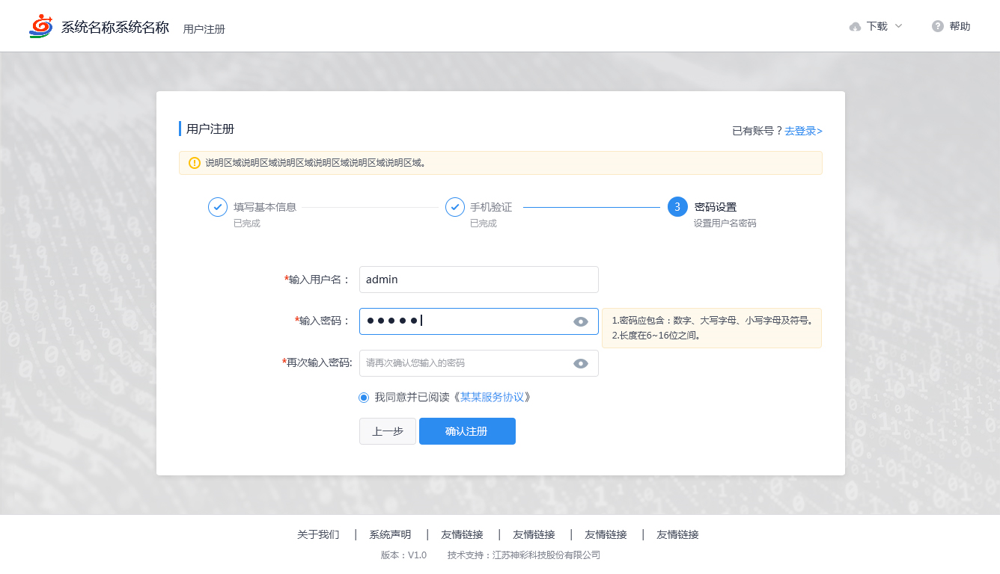 系统名称系统名称 用户注册 下载 帮助
用户注册
已有账号？去登录>
说明区域说明区域说明区域说明区域说明区域说明区域。
填写基本信息 手机验证 3 密码设置
已完成 已完成 设置用户名密码
*输入用户名： admin
*输入密码： ●●●●●
1.密码应包含：数字、大写字母、小写字母及符号。
2.长度在6~16位之间。
*再次输入密码: 请再次确认您输入的密码
我同意并已阅读《某某服务协议》
上一步 确认注册
关于我们 | 系统声明 | 友情链接 | 友情链接 | 友情链接 | 友情链接
版本：V1.0 技术支持：江苏神彩科技股份有限公司